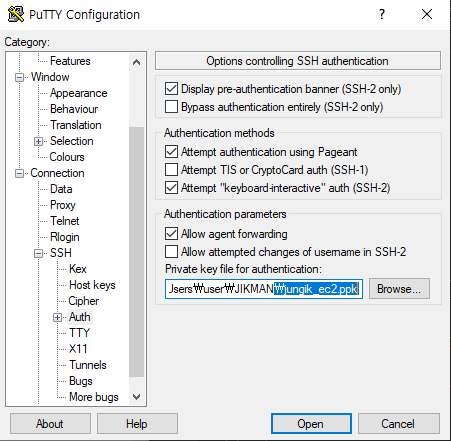 PuTTY Configuration
?
Category:
Features
Window
Appearance
Behaviour
Translation
Selection
Colours
Connection
Data
Proxy
Telnet
Rlogin
SSH
Kex
Host keys
Cipher
Auth
TTY
X11
Tunnels
Bugs
More bugs
Options controlling SSH authentication
Display pre-authentication banner (SSH-2 only)
Bypass authentication entirely (SSH-2 only)
Authentication methods
Attempt authentication using Pageant
Attempt TIS or CryptoCard auth (SSH-1)
Attempt "keyboard-interactive" auth (SSH-2)
Authentication parameters
Allow agent forwarding
Allow attempted changes of username in SSH-2
Private key file for authentication:
Jsers₩user₩JIKMAN₩jungik_ec2.ppk
Browse...
About
Help
Open
Cancel